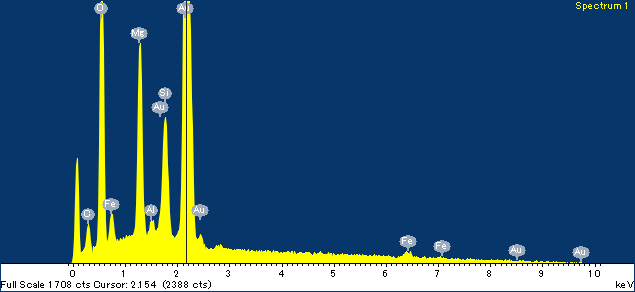 Spectrum 1
O Au
Mg
Si
Au
C Fe Al Au
Fe Fe Au Au
0 1 2 3 4 5 6 7 8 9 10
Full Scale 1708 cts Cursor: 2.154 (2388 cts) keV